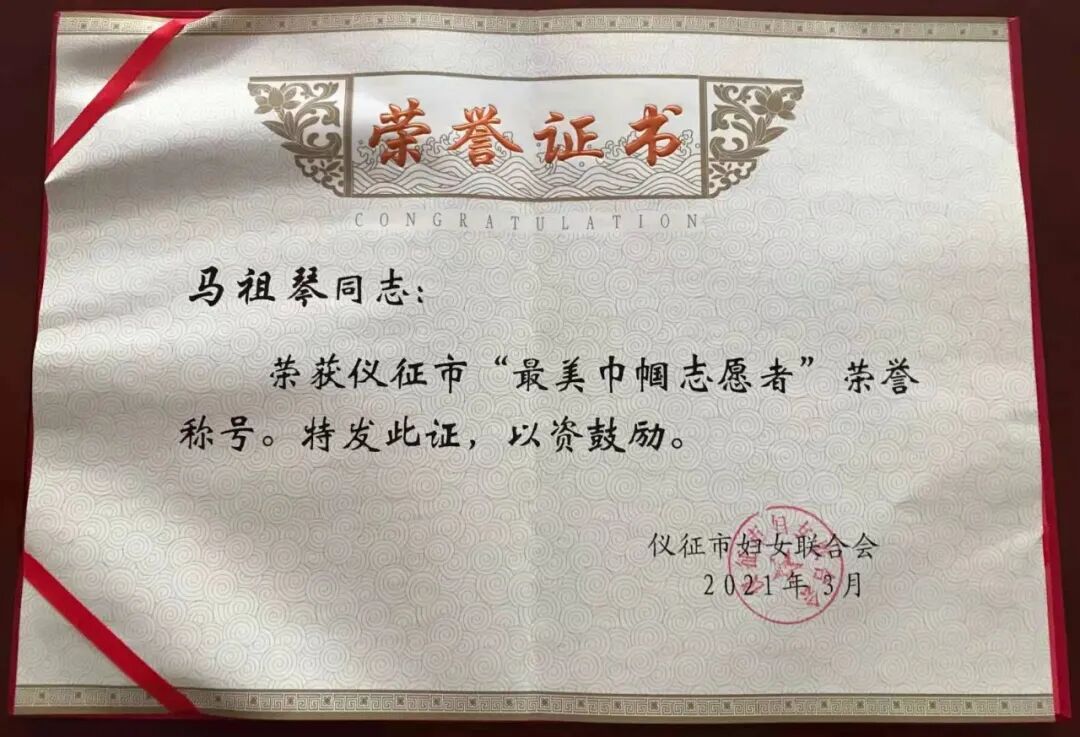 荣誉证书
CONGRATULATION
马祖琴同志：
荣获仪征市“最美巾帼志愿者”荣誉
称号。特发此证，以资鼓励。
仪征市妇女联合会
2021年3月